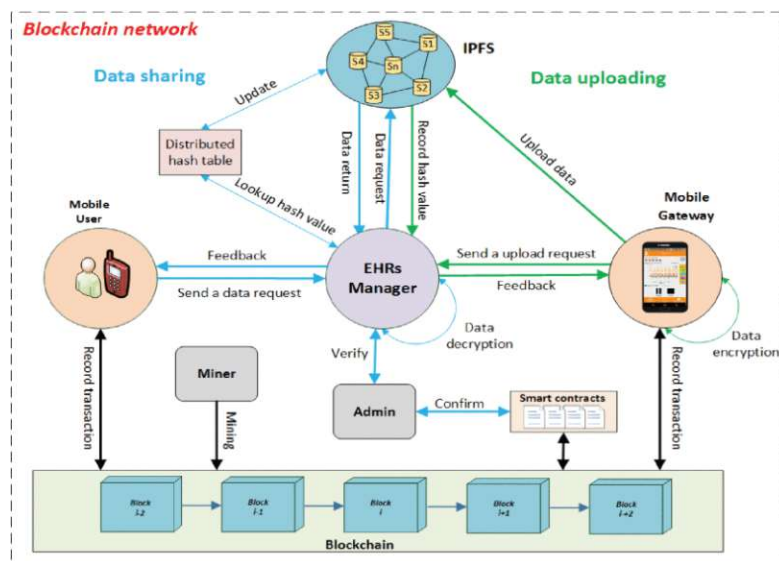 Blockchain network
IPFS
S5
S1
S4
Sn
S3
S2
Data sharing
Data uploading
Update
Distributed
hash table
Lookup hash value
Data return
Data request
Record hash value
Upload data
Mobile
User
Mobile
Gateway
Feedback
Send a data request
EHRs
Manager
Send a upload request
Feedback
Data
decryption
Data
encryption
Verify
Record transaction
Miner
Mining
Admin
Confirm
Smart contracts
Record transaction
Block
i-2
Block
i-1
Block
i
Block
i+1
Block
i+2
Blockchain